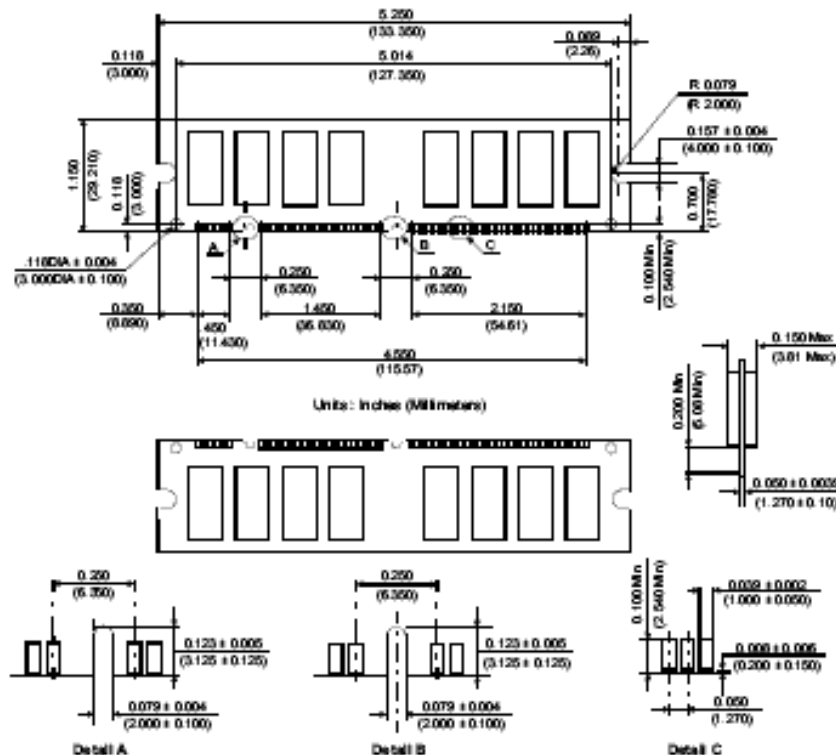 5.250
(133.350)
0.089
(2.26)
0.118
(3.000)
5.014
(127.350)
R 0.079
(R 2.000)
0.157 ± 0.004
(4.000 ± 0.100)
1.150
(29.210)
0.118
(3.000)
0.700
(17.780)
A
B
C
0.100 Min
(2.540 Min)
.118DIA ± 0.004
(3.000DIA ± 0.100)
0.250
(6.350)
0.250
(6.350)
0.350
(8.890)
.450
(11.430)
1.450
(36.830)
2.150
(54.61)
4.550
(115.57)
0.150 Max
(3.81 Max)
Units : Inches (Millimeters)
0.200 Min
(5.08 Min)
0.050 ± 0.0039
(1.270 ± 0.10)
0.250
(6.350)
0.123 ± 0.005
(3.125 ± 0.125)
0.079 ± 0.004
(2.000 ± 0.100)
Detail A
0.250
(6.350)
0.123 ± 0.005
(3.125 ± 0.125)
0.079 ± 0.004
(2.000 ± 0.100)
Detail B
0.100 Min
(2.540 Min)
0.039 ± 0.002
(1.000 ± 0.050)
0.008 ± 0.006
(0.200 ± 0.150)
0.050
(1.270)
Detail C